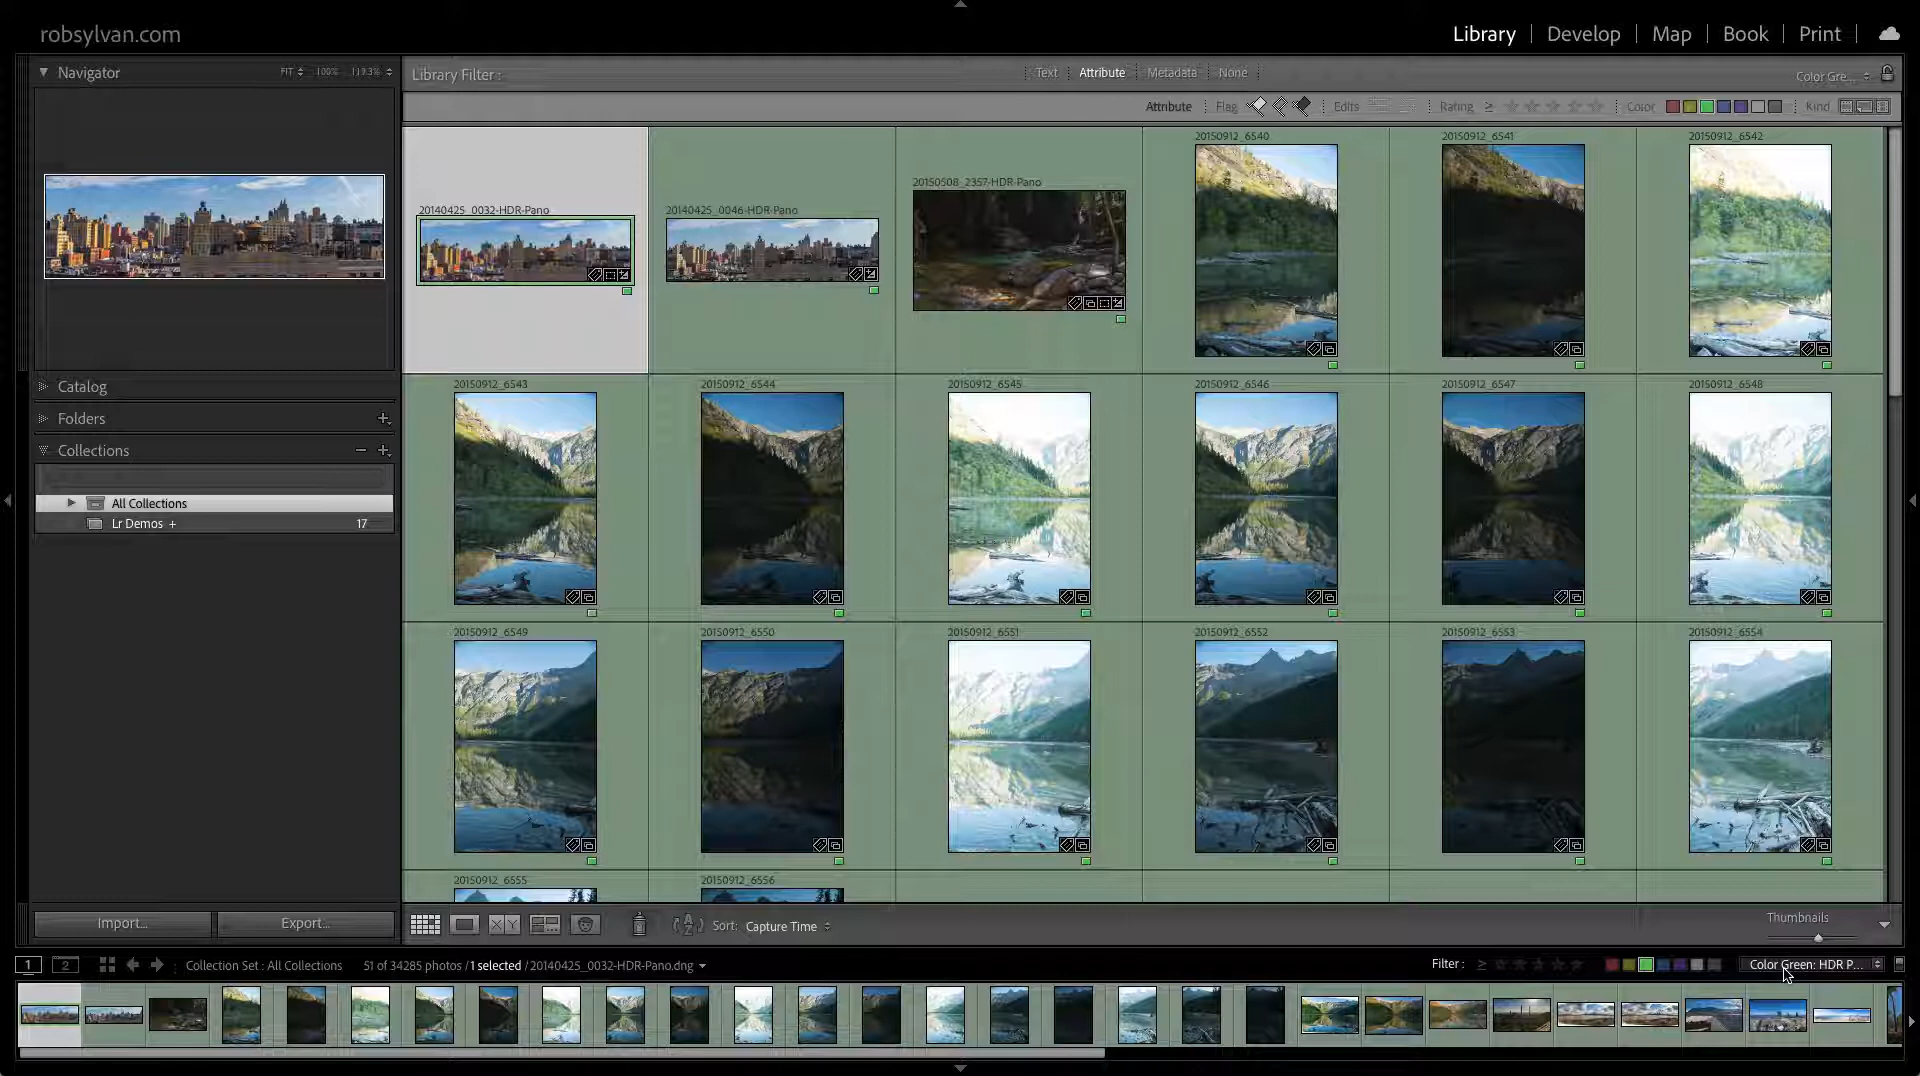 robsylvan.com
Library | Develop | Map | Book | Print
Navigator FIT 100%
Library Filter :
Text Attribute Metadata None
Color Gre...
Attribute Flag Edits Rating ≥ Color Kind
20140425_0032-HDR-Pano
20140425_0046-HDR-Pano
20150508_2357-HDR-Pano
20150912_6540
20150912_6541
20150912_6542
20150912_6543
20150912_6544
20150912_6545
20150912_6546
20150912_6547
20150912_6548
20150912_6549
20150912_6550
20150912_6551
20150912_6552
20150912_6553
20150912_6554
20150912_6555
20150912_6556
Catalog
Folders
Collections
All Collections
Lr Demos + 17
Import...
Export...
X Y
Sort: Capture Time
Thumbnails
1
2
Collection Set : All Collections
51 of 34285 photos /1 selected /20140425_0032-HDR-Pano.dng
Filter : ≥
Color Green: HDR P...